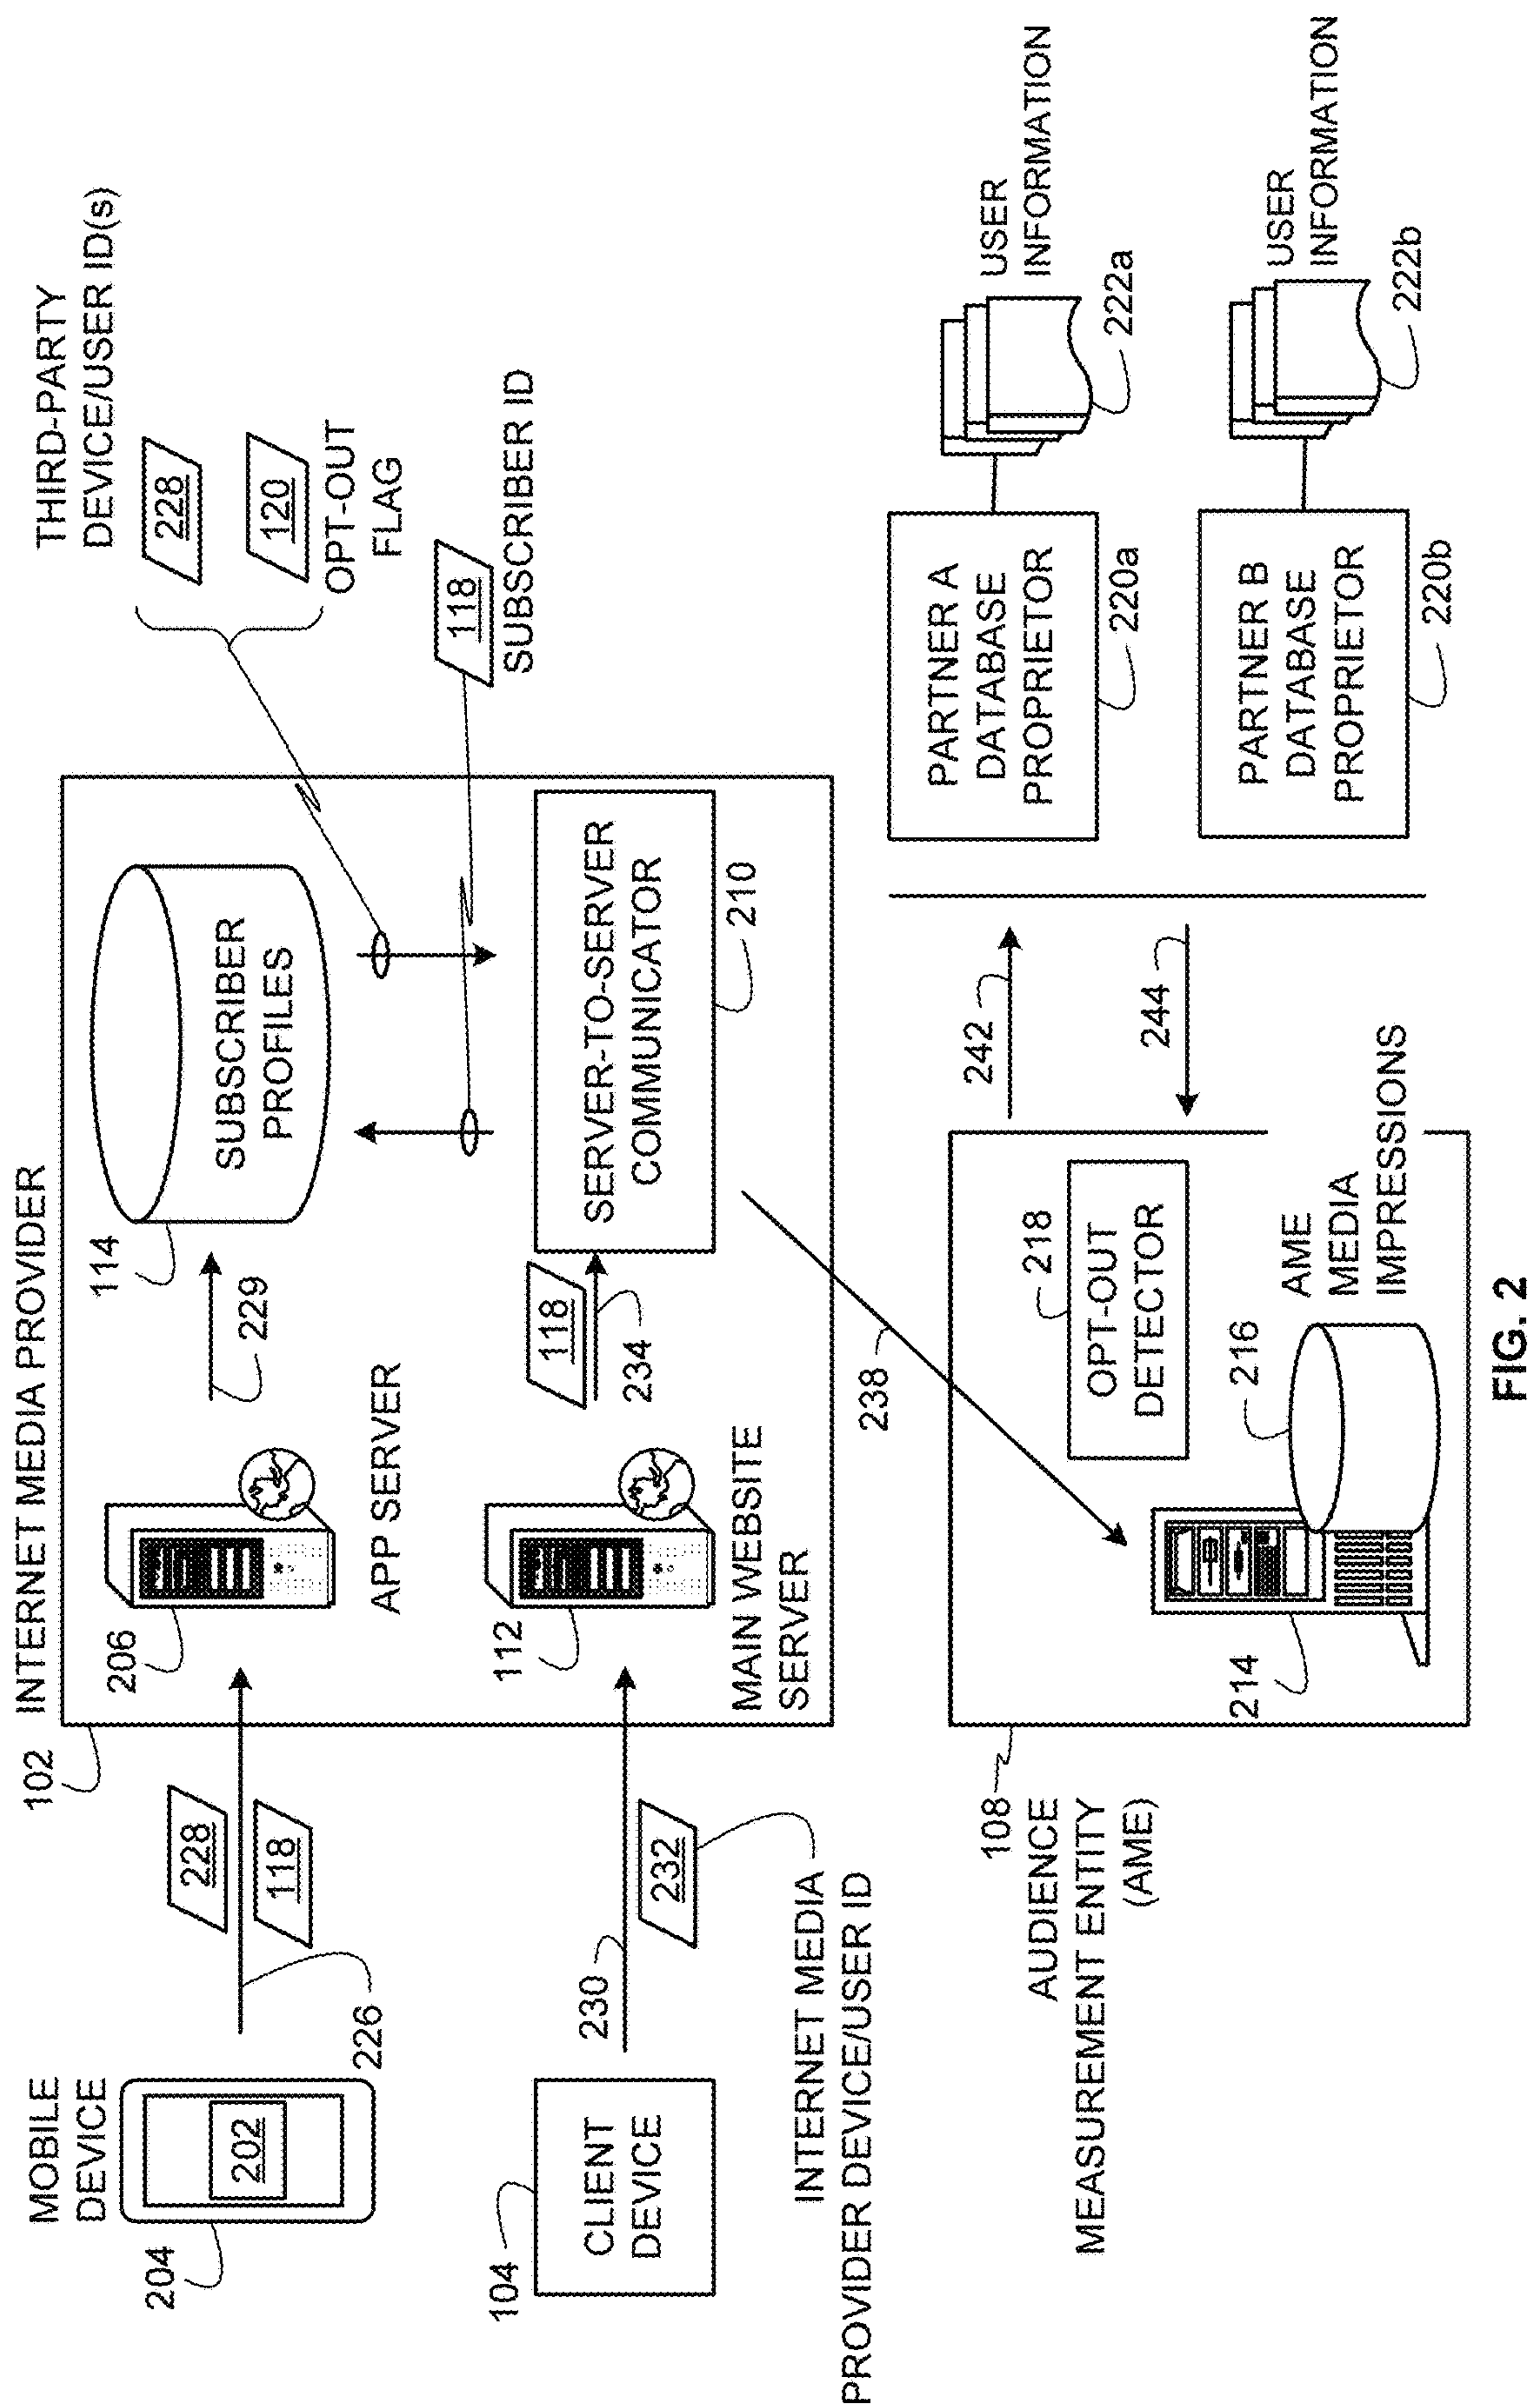 INTERNET MEDIA PROVIDER
102
MOBILE
DEVICE
202
204
228
118
226
206
APP SERVER
229
114
SUBSCRIBER
PROFILES
THIRD-PARTY
DEVICE/USER ID(s)
228
120
OPT-OUT
FLAG
118
SUBSCRIBER ID
104
CLIENT
DEVICE
230
232
INTERNET MEDIA
PROVIDER DEVICE/USER ID
112
MAIN WEBSITE
SERVER
118
234
SERVER-TO-SERVER
COMMUNICATOR
210
238
108
AUDIENCE
MEASUREMENT ENTITY
(AME)
214
216
218
OPT-OUT
DETECTOR
AME
MEDIA
IMPRESSIONS
242
244
PARTNER A
DATABASE
PROPRIETOR
220a
USER
INFORMATION
222a
PARTNER B
DATABASE
PROPRIETOR
220b
USER
INFORMATION
222b
FIG. 2